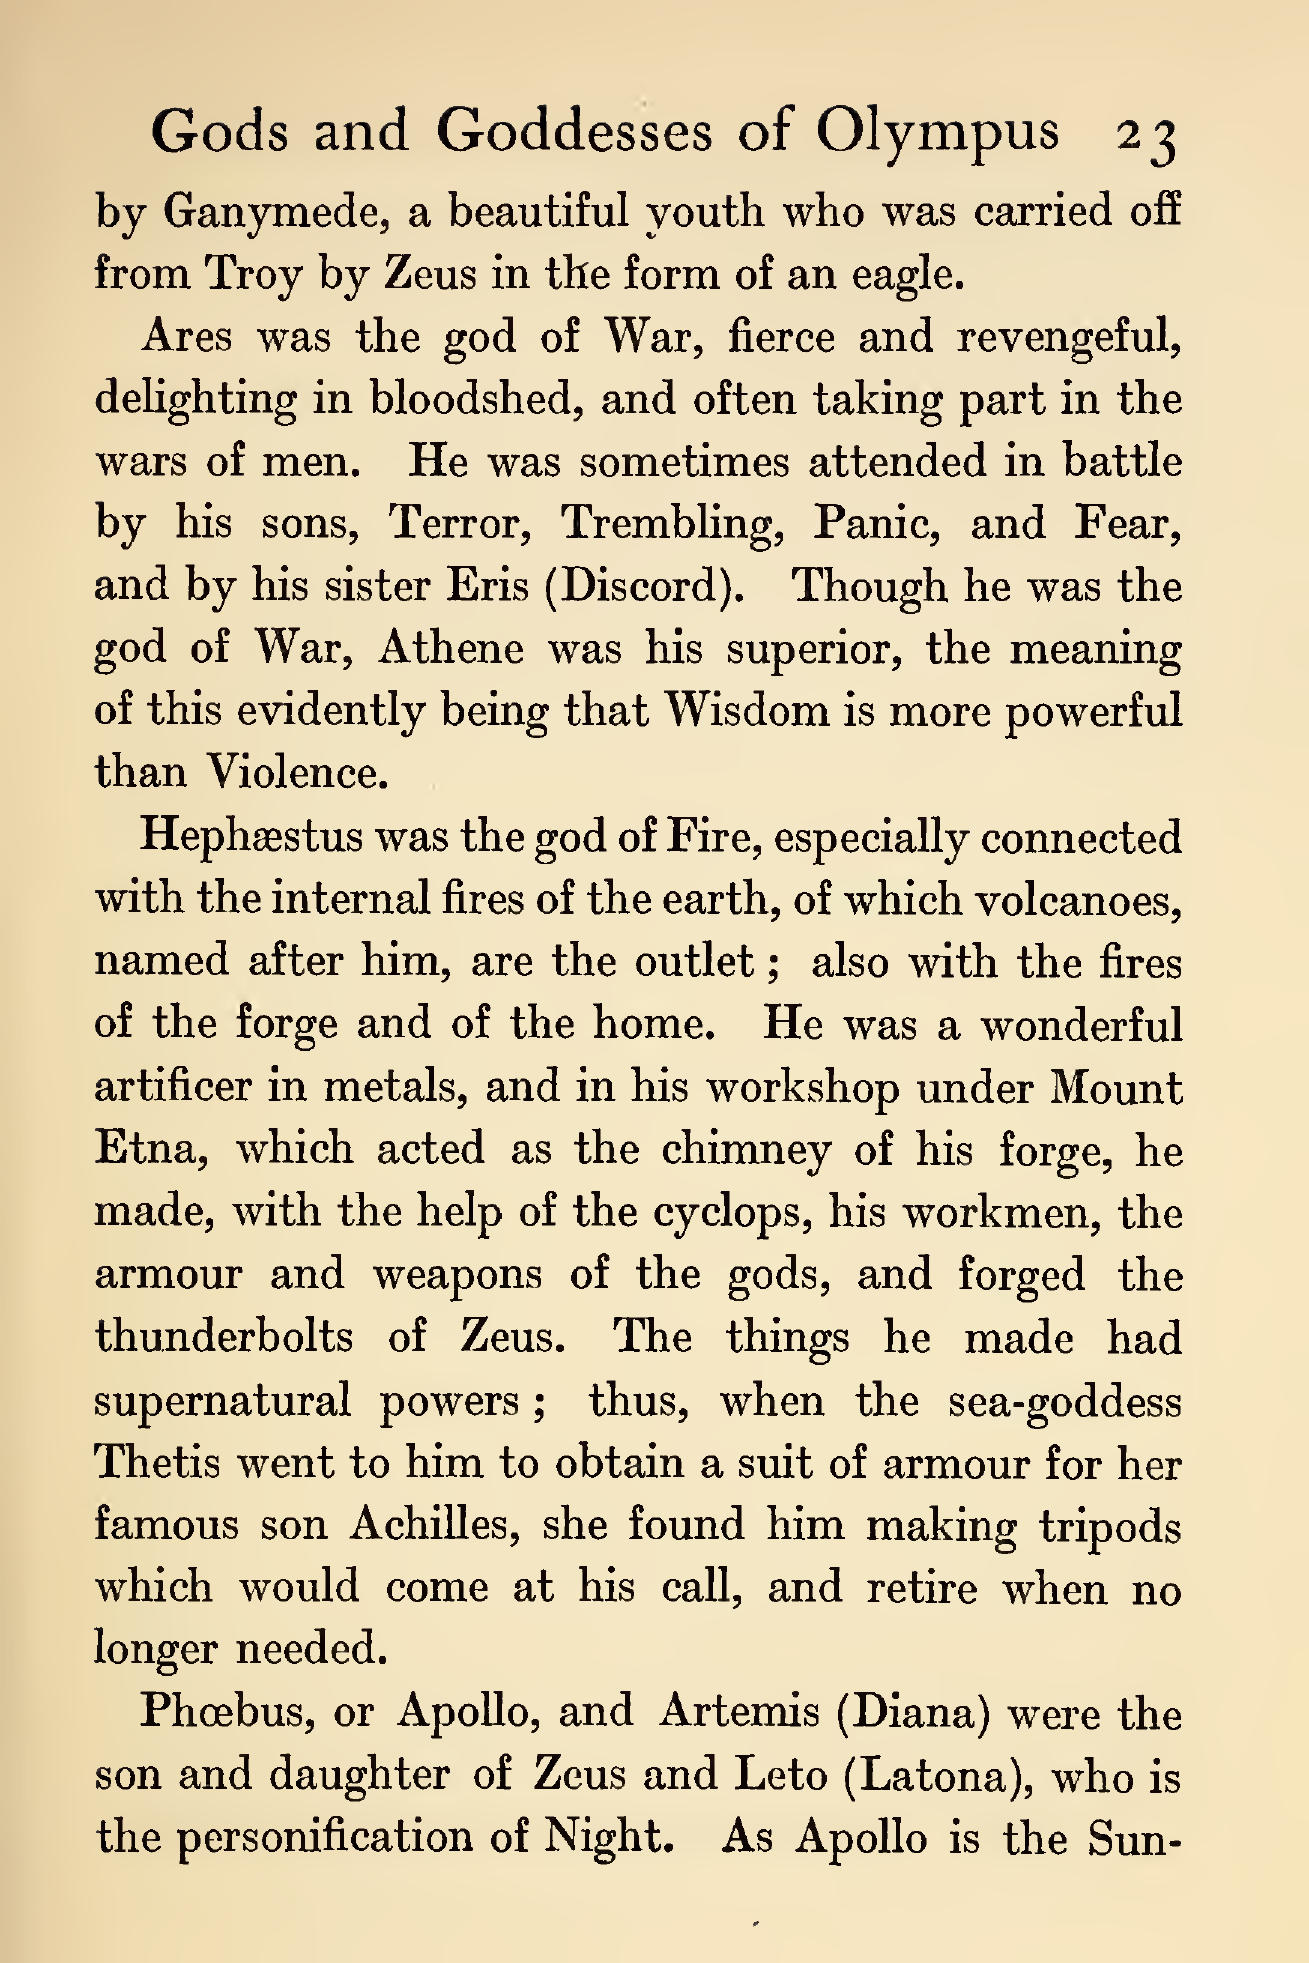 Gods and Goddesses of Olympus 23
by Ganymede, a beautiful youth who was carried off
from Troy by Zeus in the form of an eagle.
Ares was the god of War, fierce and revengeful,
delighting in bloodshed, and often taking part in the
wars of men. He was sometimes attended in battle
by his sons, Terror, Trembling, Panic, and Fear,
and by his sister Eris (Discord). Though he was the
god of War, Athene was his superior, the meaning
of this evidently being that Wisdom is more powerful
than Violence.
Hephæstus was the god of Fire, especially connected
with the internal fires of the earth, of which volcanoes,
named after him, are the outlet ; also with the fires
of the forge and of the home. He was a wonderful
artificer in metals, and in his workshop under Mount
Etna, which acted as the chimney of his forge, he
made, with the help of the cyclops, his workmen, the
armour and weapons of the gods, and forged the
thunderbolts of Zeus. The things he made had
supernatural powers ; thus, when the sea-goddess
Thetis went to him to obtain a suit of armour for her
famous son Achilles, she found him making tripods
which would come at his call, and retire when no
longer needed.
Phœbus, or Apollo, and Artemis (Diana) were the
son and daughter of Zeus and Leto (Latona), who is
the personification of Night. As Apollo is the Sun-